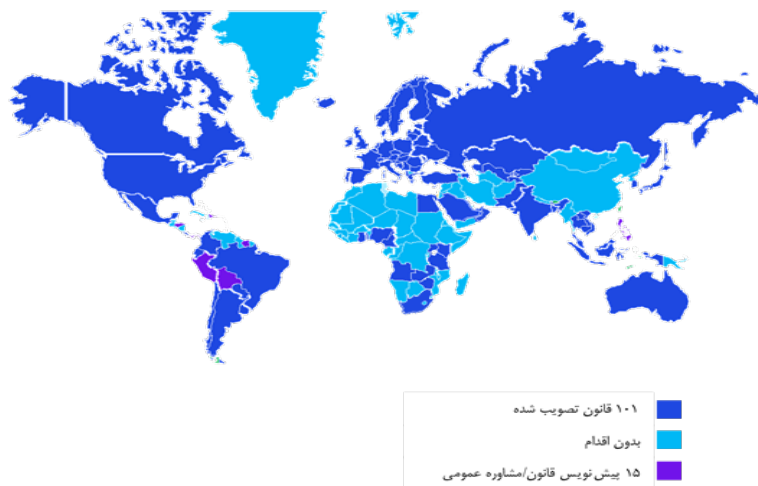 ۱۰۱ قانون تصویب شده
بدون اقدام
۱۵ پیش‌نویس قانون/مشاوره عمومی